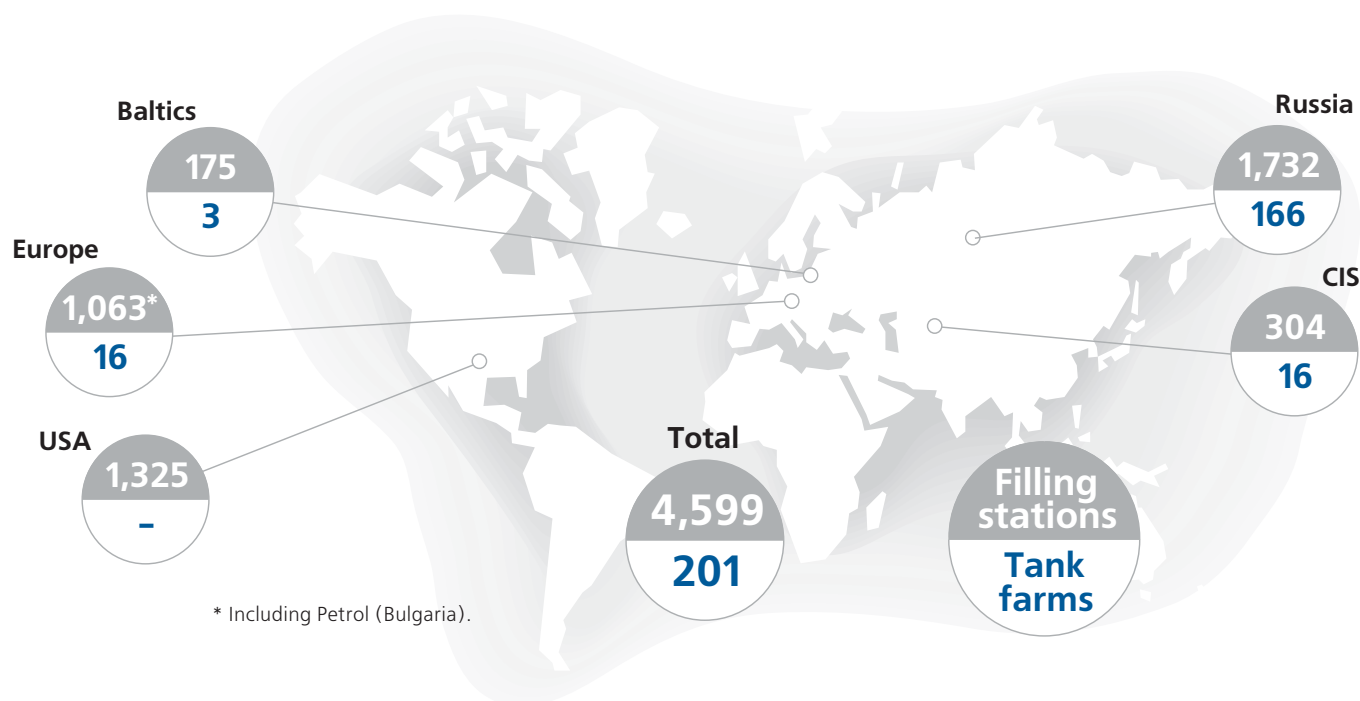 Baltics
175
3
Europe
1,063*
16
USA
1,325
–
Russia
1,732
166
CIS
304
16
Total
4,599
201
Filling
stations
Tank
farms
* Including Petrol (Bulgaria).